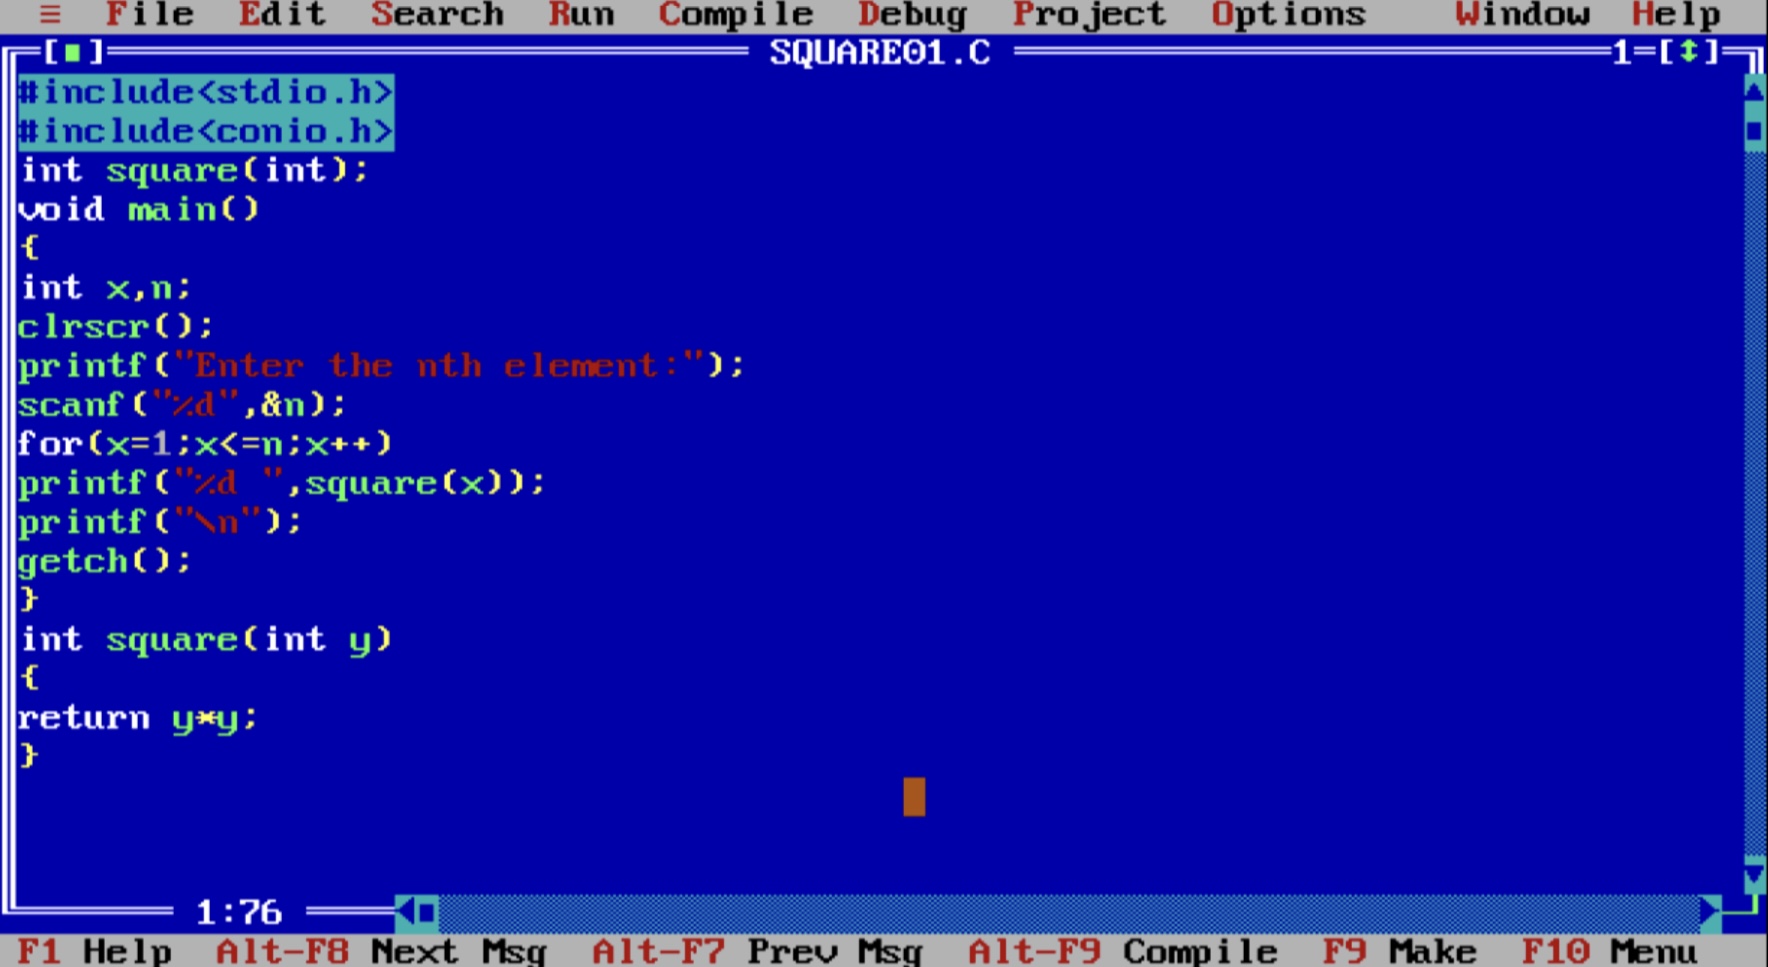 ≡ File Edit Search Run Compile Debug Project Options Window Help
[■] SQUARE01.C 1=[↕]
#include<stdio.h>
#include<conio.h>
int square(int);
void main()
{
int x,n;
clrscr();
printf("Enter the nth element:");
scanf("%d",&n);
for(x=1;x<=n;x++)
printf("%d ",square(x));
printf("\n");
getch();
}
int square(int y)
{
return y*y;
}
1:76
F1 Help Alt-F8 Next Msg Alt-F7 Prev Msg Alt-F9 Compile F9 Make F10 Menu